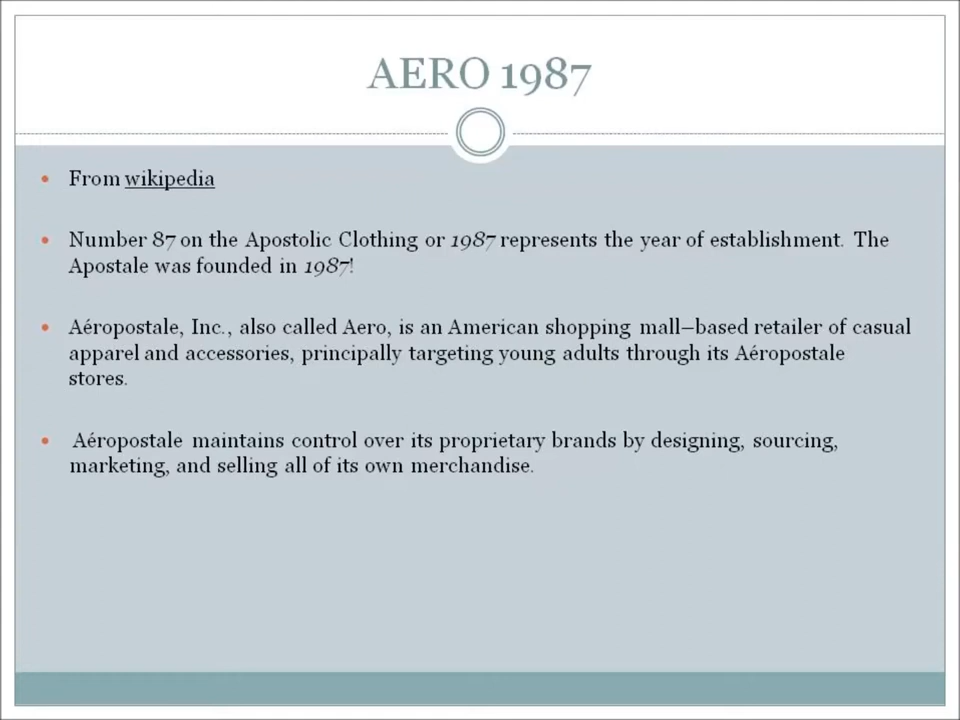 AERO 1987
From wikipedia
Number 87 on the Apostolic Clothing or 1987 represents the year of establishment. The
Apostale was founded in 1987!
Aéropostale, Inc., also called Aero, is an American shopping mall–based retailer of casual
apparel and accessories, principally targeting young adults through its Aéropostale
stores.
Aéropostale maintains control over its proprietary brands by designing, sourcing,
marketing, and selling all of its own merchandise.